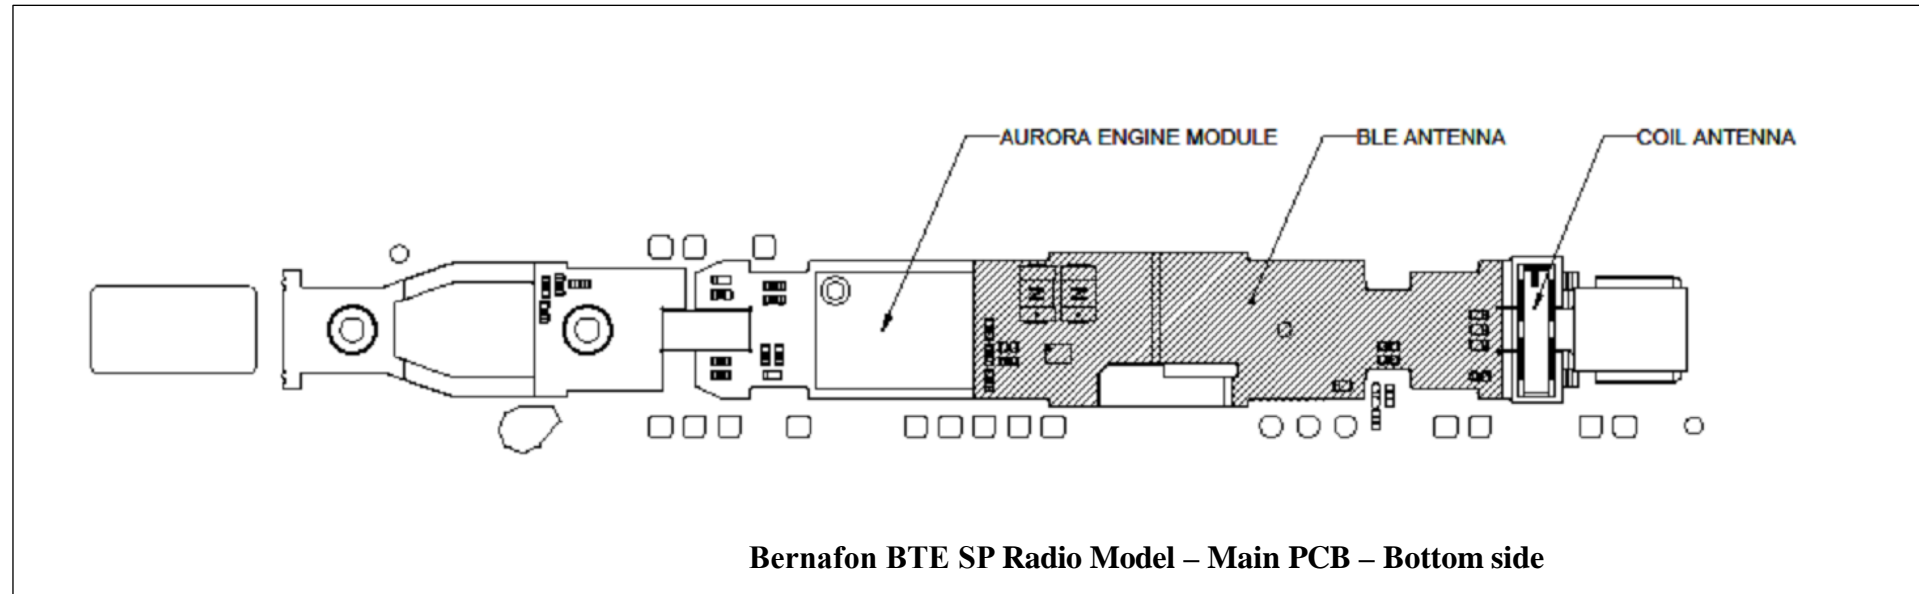 AURORA ENGINE MODULE
BLE ANTENNA
COIL ANTENNA
Bernafon BTE SP Radio Model – Main PCB – Bottom side